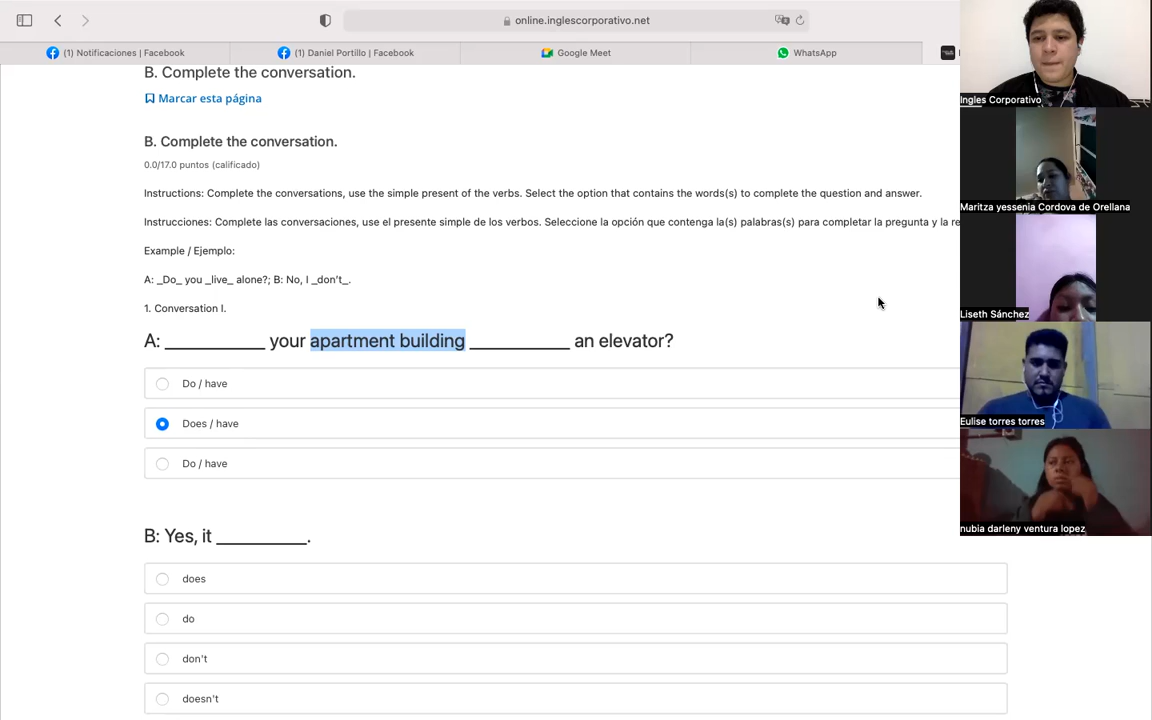 online.inglescorporativo.net
(1) Notificaciones | Facebook
(1) Daniel Portillo | Facebook
Google Meet
WhatsApp
B. Complete the conversation.
Marcar esta página
B. Complete the conversation.
0.0/17.0 puntos (calificado)
Instructions: Complete the conversations, use the simple present of the verbs. Select the option that contains the words(s) to complete the question and answer.
Instrucciones: Complete las conversaciones, use el presente simple de los verbos. Seleccione la opción que contenga la(s) palabras(s) para completar la pregunta y la re
Example / Ejemplo:
A: _Do_ you _live_ alone?; B: No, I _don't_.
1. Conversation I.
A: ___________ your apartment building ___________ an elevator?
Do / have
Does / have
Do / have
B: Yes, it __________.
does
do
don't
doesn't
Ingles Corporativo
Maritza yessenia Cordova de Orellana
Liseth Sánchez
Eulise torres torres
nubia darleny ventura lopez